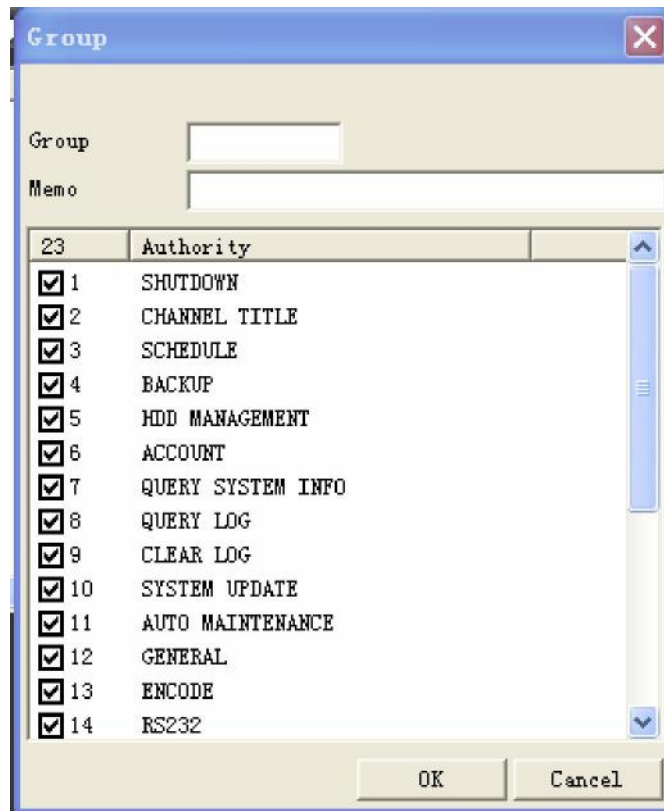 Group
Group
Memo
23 Authority
1 SHUTDOWN
2 CHANNEL TITLE
3 SCHEDULE
4 BACKUP
5 HDD MANAGEMENT
6 ACCOUNT
7 QUERY SYSTEM INFO
8 QUERY LOG
9 CLEAR LOG
10 SYSTEM UPDATE
11 AUTO MAINTENANCE
12 GENERAL
13 ENCODE
14 RS232
OK Cancel